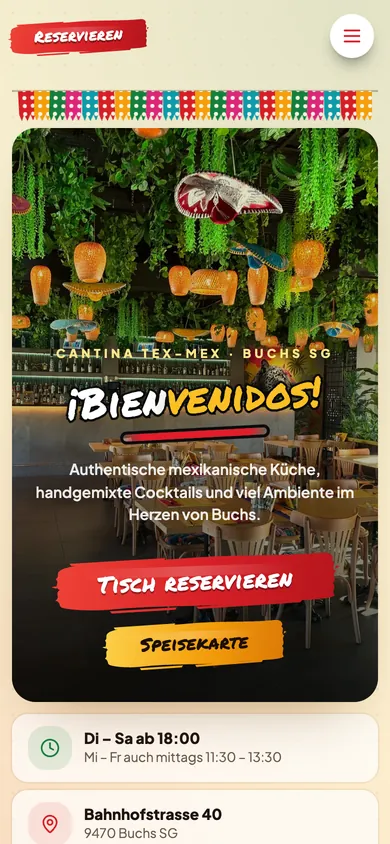 Reservieren
CANTINA TEX-MEX · BUCHS SG
¡Bienvenidos!
Authentische mexikanische Küche,
handgemixte Cocktails und viel Ambiente im
Herzen von Buchs.
Tisch reservieren
Speisekarte
Di – Sa ab 18:00
Mi – Fr auch mittags 11:30 – 13:30
Bahnhofstrasse 40
9470 Buchs SG